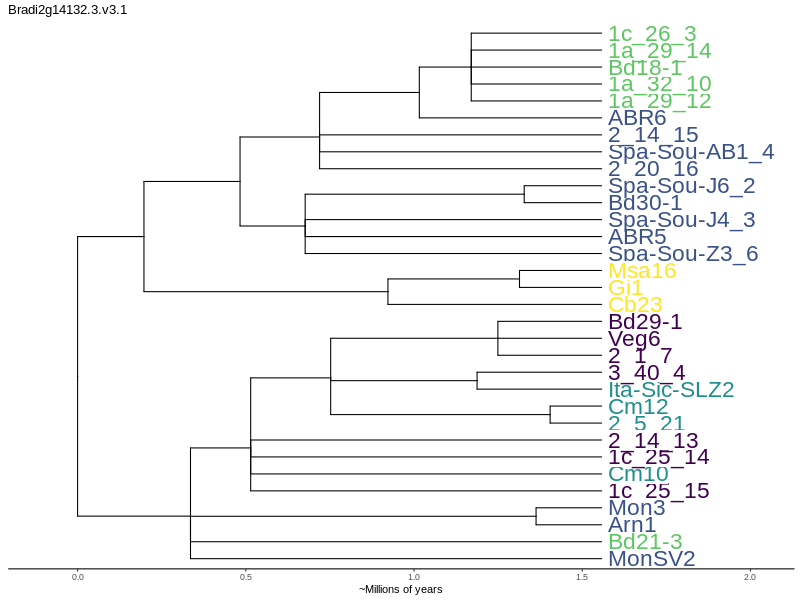 Bradi2g14132.3.v3.1
1c_26_3
1a_29_14
Bd18-1
1a_32_10
1a_29_12
ABR6
2_14_15
Spa-Sou-AB1_4
2_20_16
Spa-Sou-J6_2
Bd30-1
Spa-Sou-J4_3
ABR5
Spa-Sou-Z3_6
Msa16
Gi1
Cb23
Bd29-1
Veg6
2_1_7
3_40_4
Ita-Sic-SLZ2
Cm12
2_5_21
2_14_13
1c_25_14
Cm10
1c_25_15
Mon3
Arn1
Bd21-3
MonSV2
0.0 0.5 1.0 1.5 2.0
~Millions of years